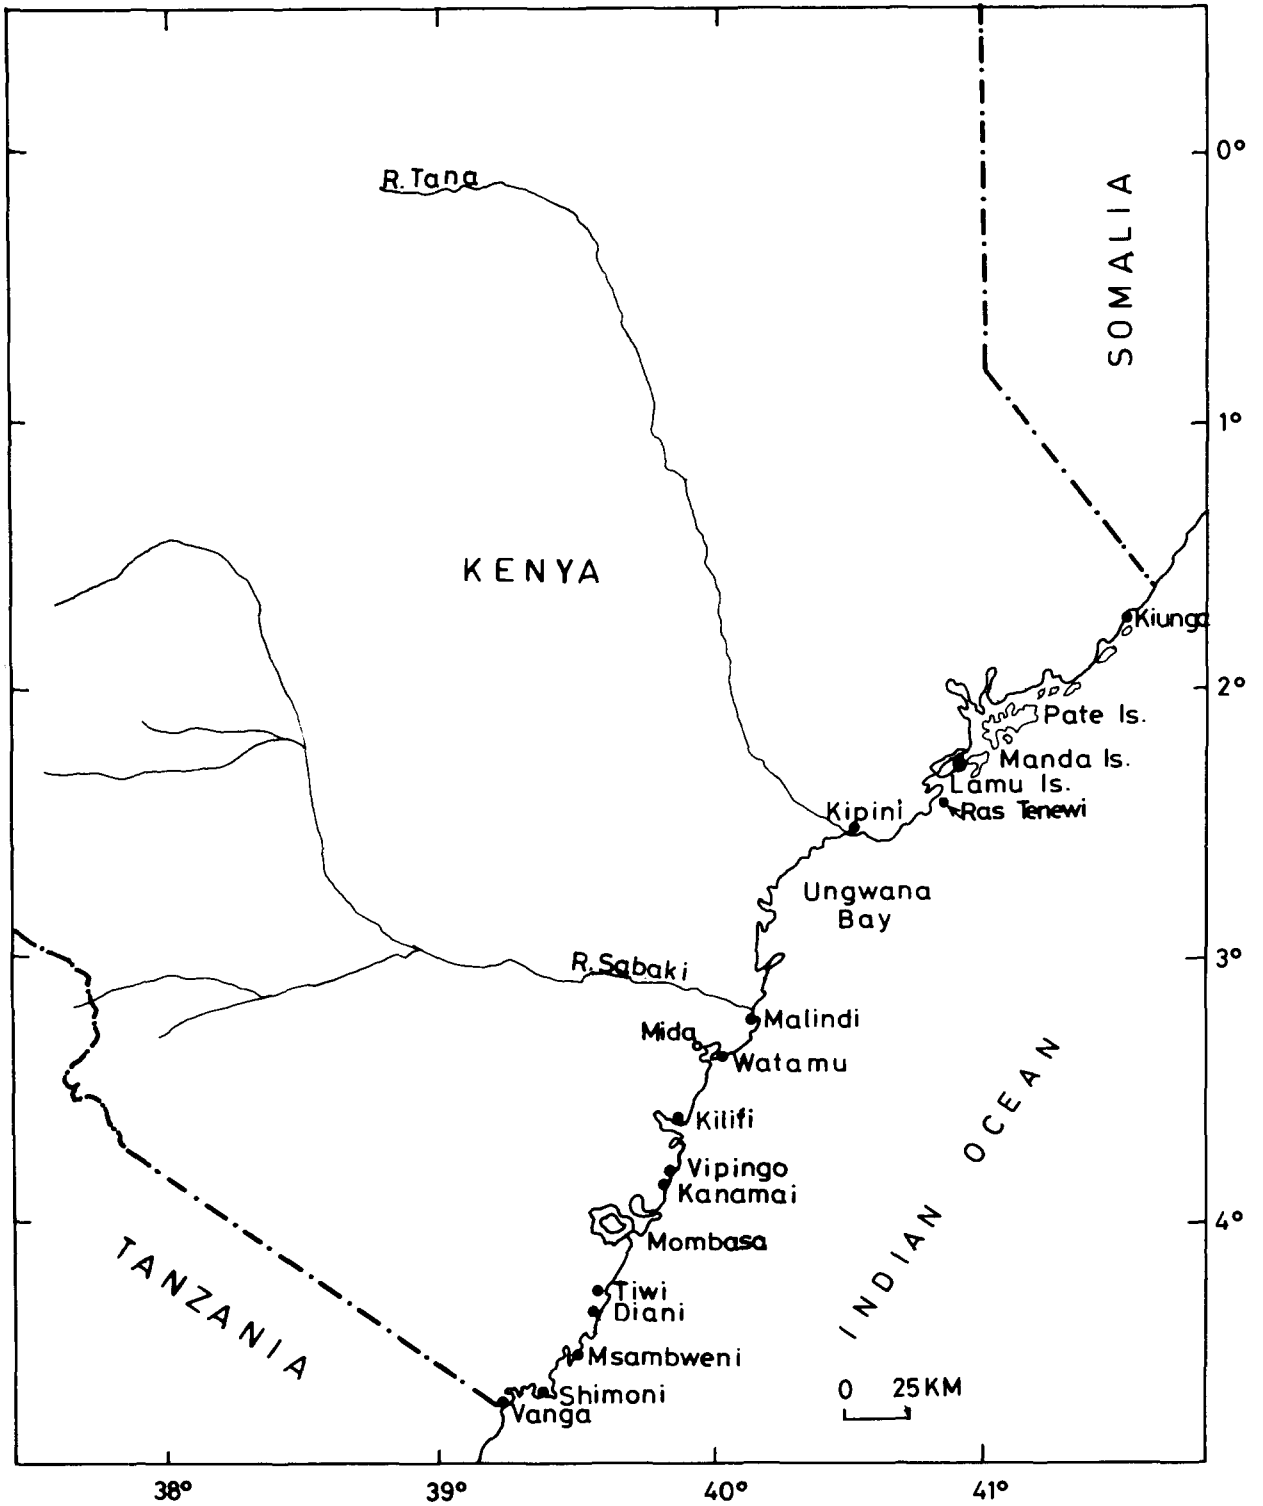 0°
R. Tana
SOMALIA
1°
KENYA
Kiunga
2°
Pate Is.
Manda Is.
Lamu Is.
Ras Tenewi
Kipini
Ungwana
Bay
R. Sabaki
3°
Malindi
Mida
Watamu
Kilifi
Vipingo
Kanamai
4°
Mombasa
INDIAN OCEAN
TANZANIA
Tiwi
Diani
Msambweni
Shimoni
Vanga
0 25 KM
38° 39° 40° 41°